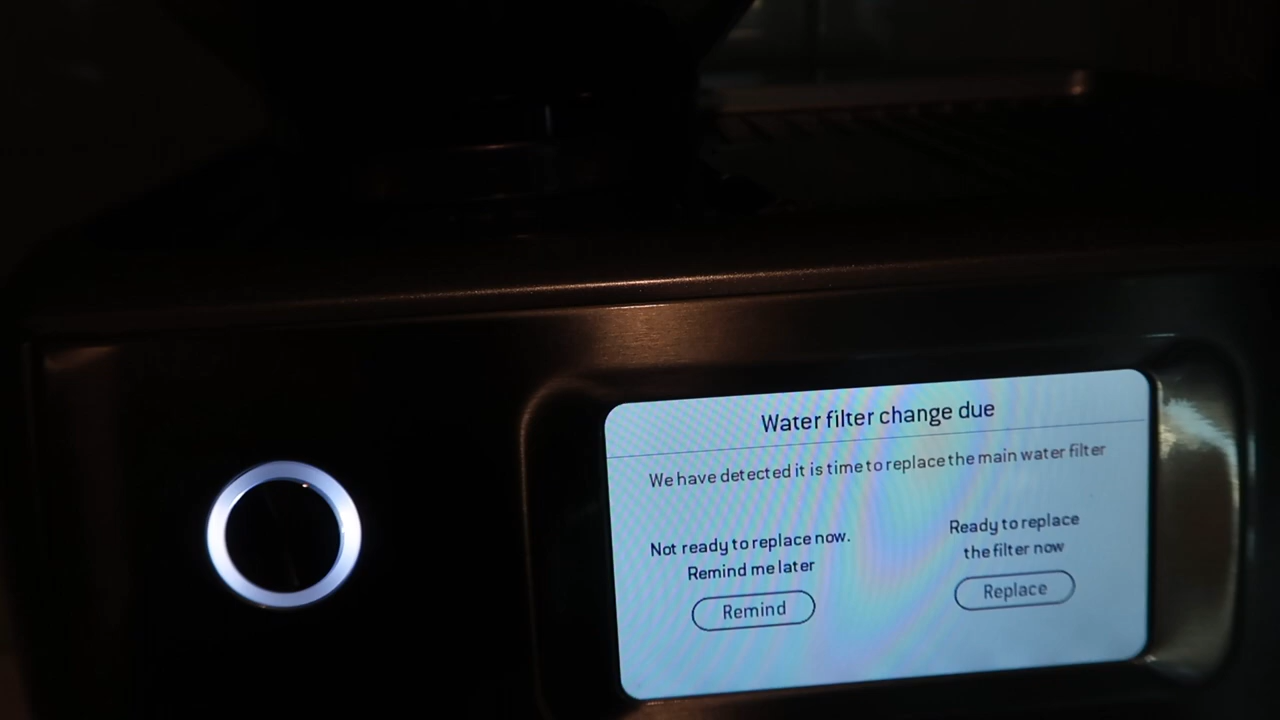 Water filter change due
We have detected it is time to replace the main water filter
Not ready to replace now.
Remind me later
Remind
Ready to replace
the filter now
Replace